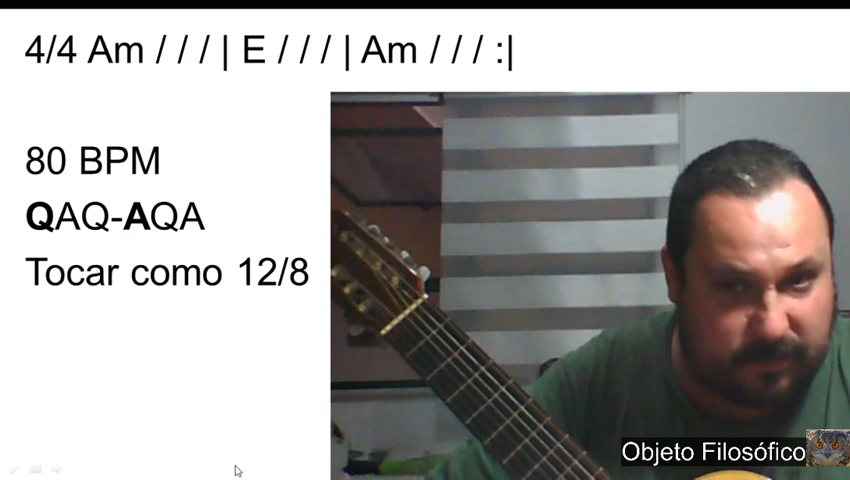 4/4 Am / / / | E / / / | Am / / / :|
80 BPM
QAQ-AQA
Tocar como 12/8
Objeto Filosófico